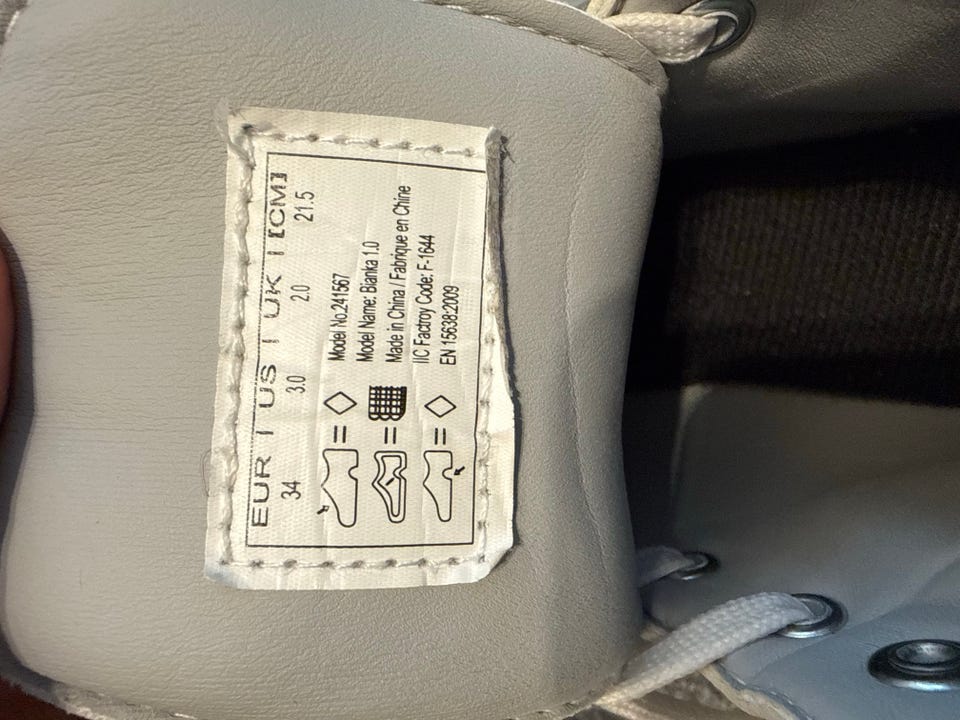 EUR | US | UK | [CM]
34 3.0 2.0 21.5
Model No:241567
Model Name: Bianka 1.0
Made in China / Fabrique en Chine
IIC Factroy Code: F-1644
EN 15638:2009